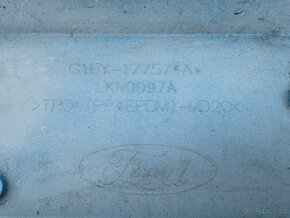 C1BY-17757*A*
LKN0097A
>TPO-(PP+EPDM)-MD20<
Ford